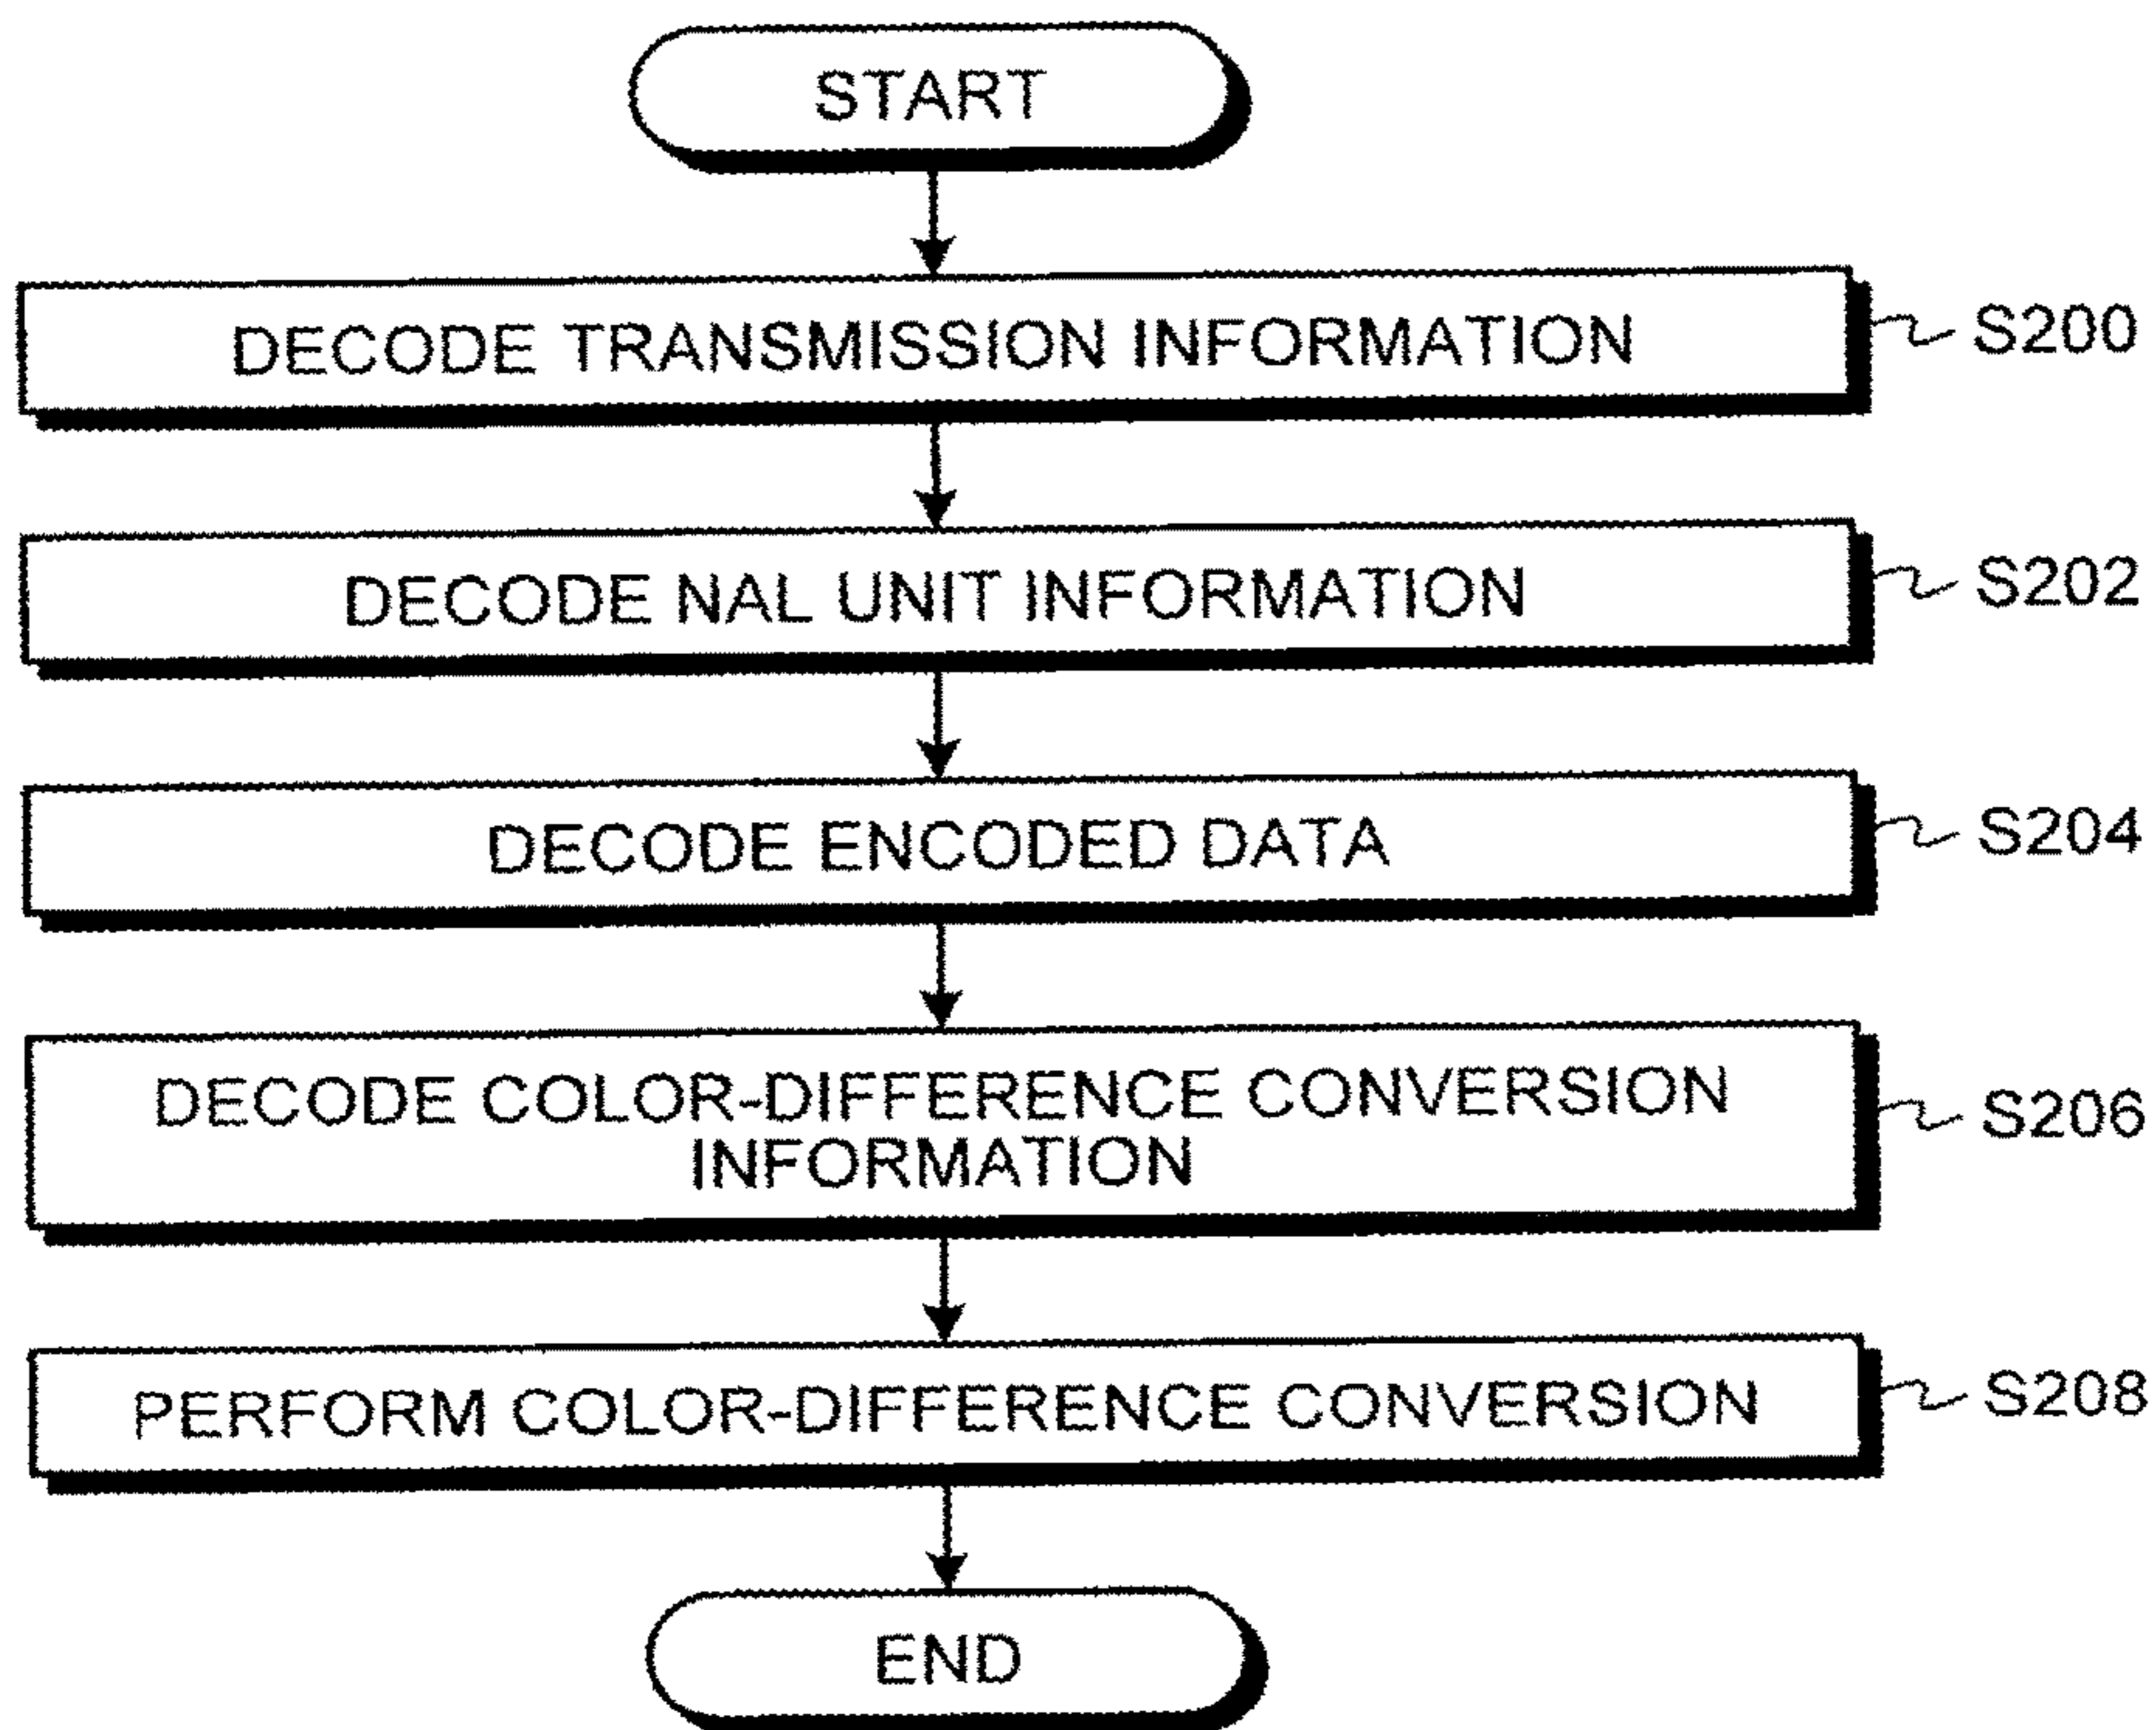 START
DECODE TRANSMISSION INFORMATION
S200
DECODE NAL UNIT INFORMATION
S202
DECODE ENCODED DATA
S204
DECODE COLOR-DIFFERENCE CONVERSION
INFORMATION
S206
PERFORM COLOR-DIFFERENCE CONVERSION
S208
END